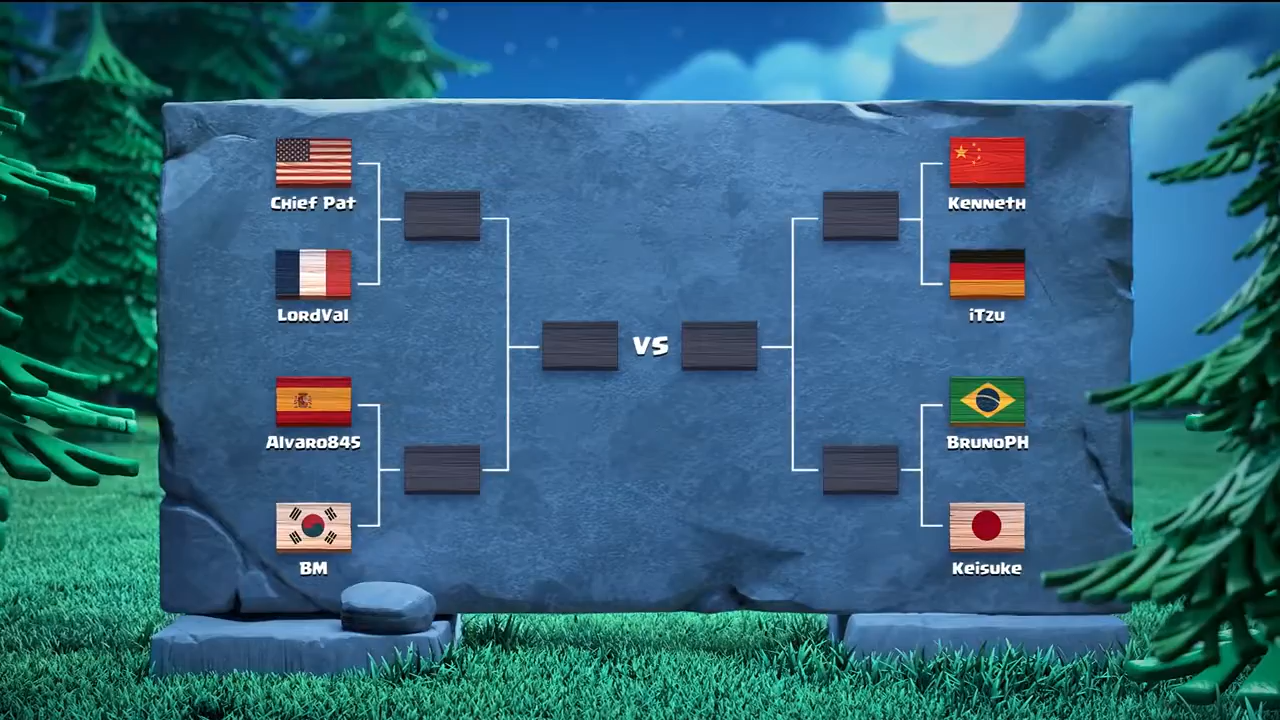 Chief Pat
LordVal
Alvaro845
BM
VS
Kenneth
iTzu
BrunoPH
Keisuke